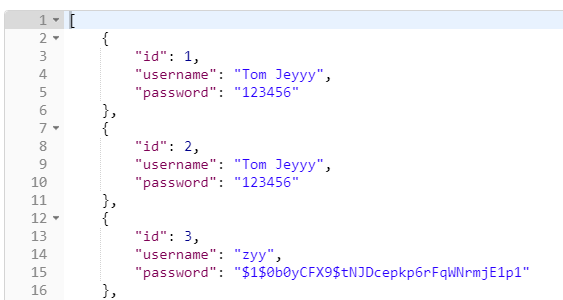 1 [
2 {
3 "id": 1,
4 "username": "Tom Jeyyy",
5 "password": "123456"
6 },
7 {
8 "id": 2,
9 "username": "Tom Jeyyy",
10 "password": "123456"
11 },
12 {
13 "id": 3,
14 "username": "zyy",
15 "password": "$1$0b0yCFX9$tNJDcepkp6rFqWNrmjE1p1"
16 },